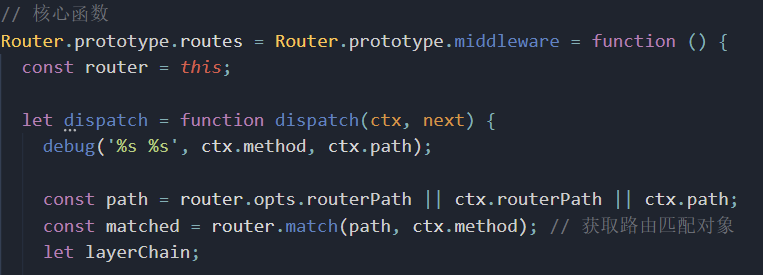 // 核心函数
Router.prototype.routes = Router.prototype.middleware = function () {
const router = this;
let dispatch = function dispatch(ctx, next) {
debug('%s %s', ctx.method, ctx.path);
const path = router.opts.routerPath || ctx.routerPath || ctx.path;
const matched = router.match(path, ctx.method); // 获取路由匹配对象
let layerChain;